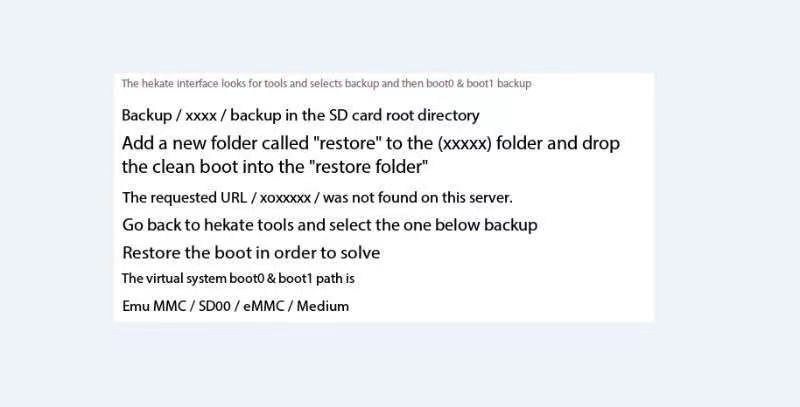 The hekate interface looks for tools and selects backup and then boot0 & boot1 backup
Backup / xxxx / backup in the SD card root directory
Add a new folder called "restore" to the (xxxxx) folder and drop
the clean boot into the "restore folder"
The requested URL / xoxxxxx / was not found on this server.
Go back to hekate tools and select the one below backup
Restore the boot in order to solve
The virtual system boot0 & boot1 path is
Emu MMC / SD00 / eMMC / Medium